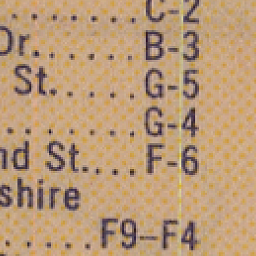 ........C-2
Dr......B-3
St.....G-5
........G-4
nd St....F-6
shire
......F9–F4